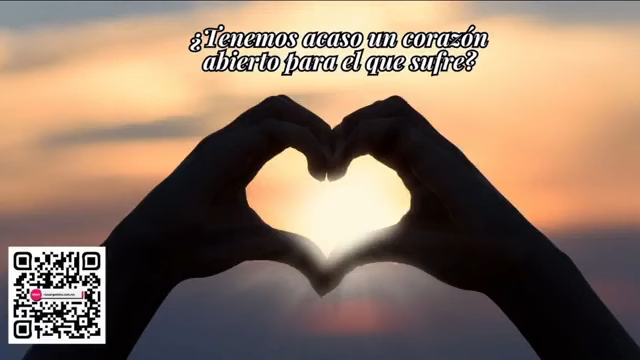 ¿Tenemos acaso un corazón
abierto para el que sufre?